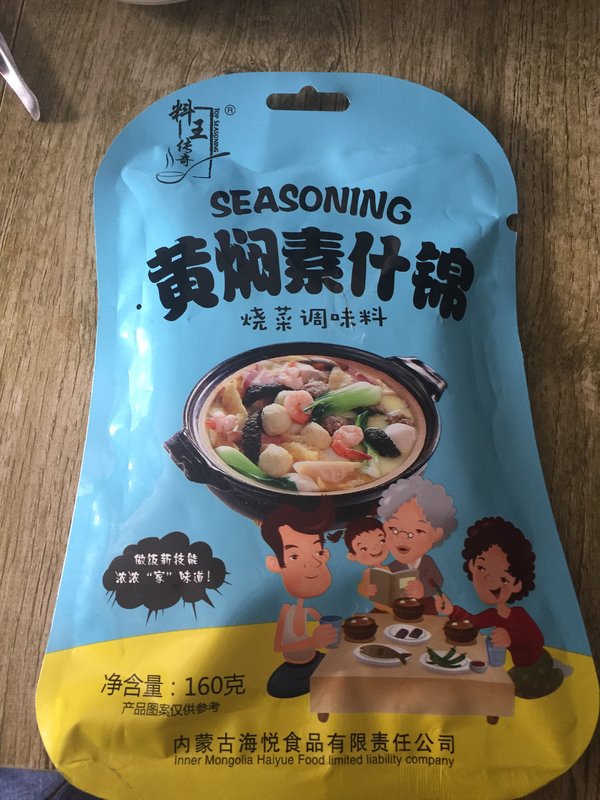 料王传奇
TOP SEASONING
®
SEASONING
黄焖素什锦
烧菜调味料
做饭新技能
浓浓“家”味道！
净含量：160克
产品图案仅供参考
内蒙古海悦食品有限责任公司
Inner Mongolia Haiyue Food limited liability company